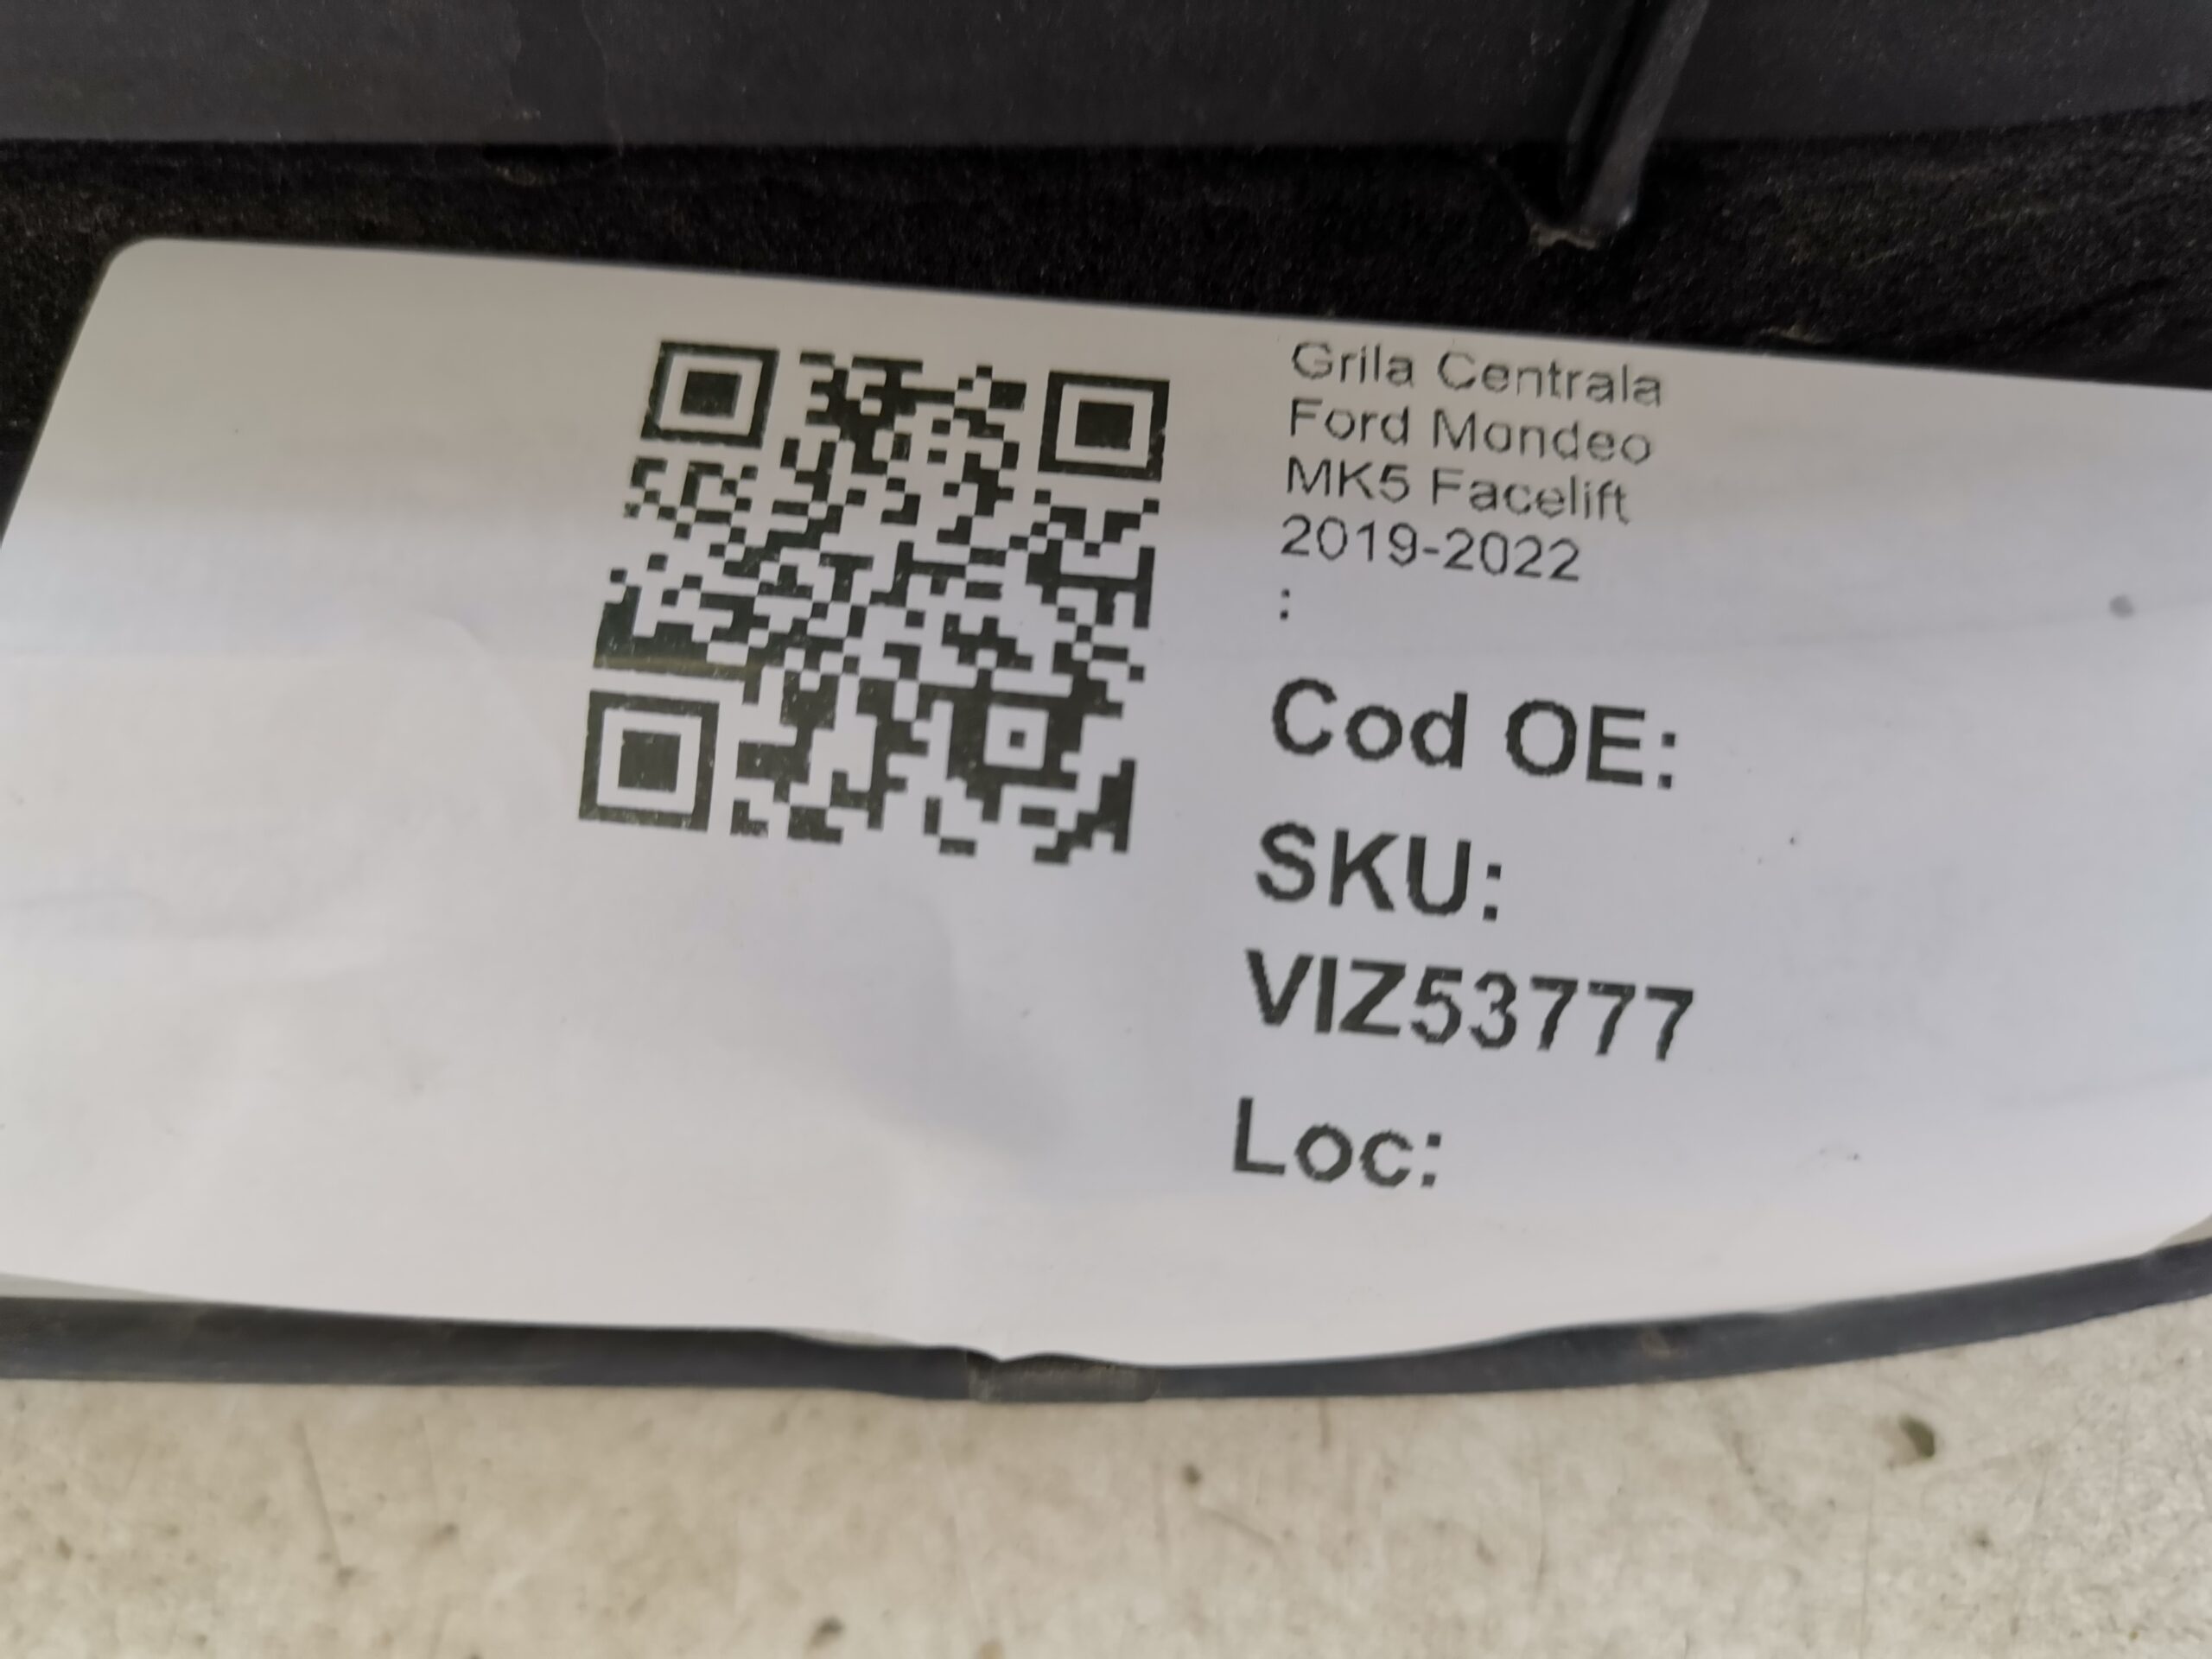 Grila Centrala
Ford Mondeo
MK5 Facelift
2019-2022
:
Cod OE:
SKU:
VIZ53777
Loc: